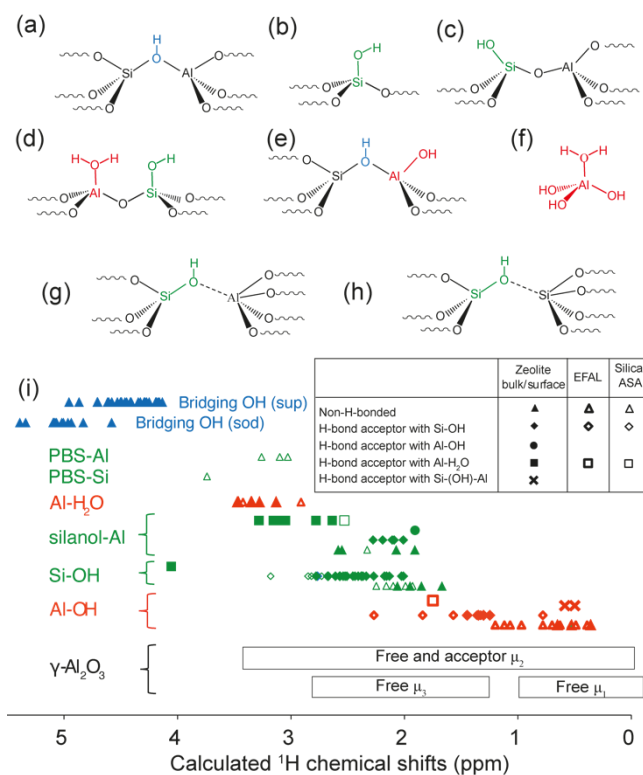 (a)
H
O
Si
Al
O
O
O
O
(b)
H
O
Si
O
O
O
(c)
HO
Si
Al
O
O
O
O
O
O
(d)
H
H
O
Al
O
O
O
H
O
Si
O
O
(e)
H
O
O
OH
Si
Al
O
O
O
O
(f)
H
H
O
Al
HO
HO
OH
(g)
H
O
Si
Al
O
O
O
O
O
O
O
(h)
H
O
Si
Si
O
O
O
O
O
O
O
(i)
Zeolite bulk/surface
EFAL
Silica ASA
Non-H-bonded
H-bond acceptor with Si-OH
H-bond acceptor with Al-OH
H-bond acceptor with Al-H₂O
H-bond acceptor with Si-(OH)-Al
Bridging OH (sup)
Bridging OH (sod)
PBS-Al
PBS-Si
Al-H₂O
silanol-Al
Si-OH
Al-OH
γ-Al₂O₃
Free and acceptor μ₂
Free μ₃
Free μ₁
5
4
3
2
1
0
Calculated ¹H chemical shifts (ppm)